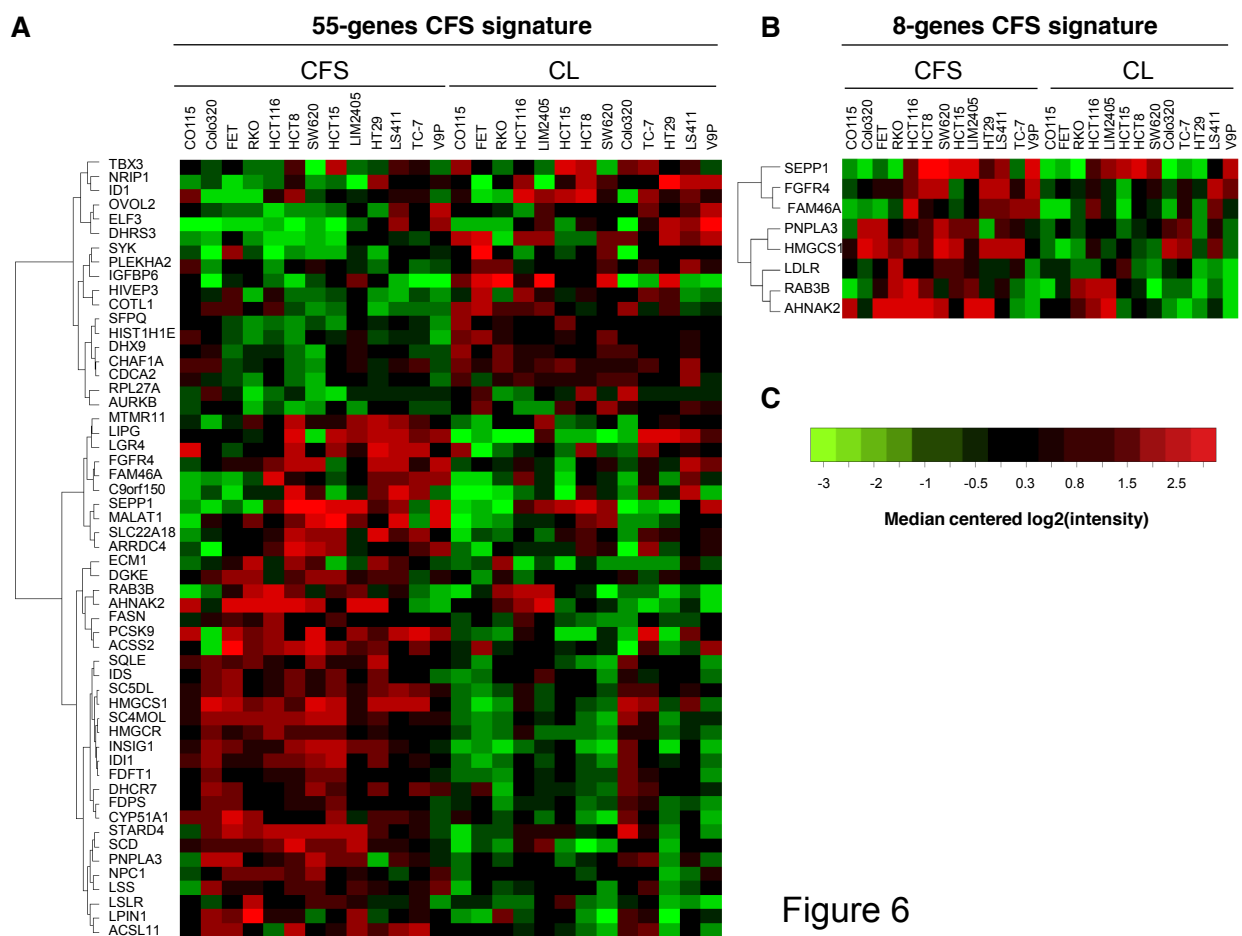 A
55-genes CFS signature
CFS CL
CO115 Colo320 FET RKO HCT116 HCT8 SW620 HCT15 LIM2405 HT29 LS411 TC-7 V9P CO115 FET RKO HCT116 LIM2405 HCT15 HCT8 SW620 Colo320 TC-7 HT29 LS411 V9P
TBX3
NRIP1
ID1
OVOL2
ELF3
DHRS3
SYK
PLEKHA2
IGFBP6
HIVEP3
COTL1
SFPQ
HIST1H1E
DHX9
CHAF1A
CDCA2
RPL27A
AURKB
MTMR11
LIPG
LGR4
FGFR4
FAM46A
C9orf150
SEPP1
MALAT1
SLC22A18
ARRDC4
ECM1
DGKE
RAB3B
AHNAK2
FASN
PCSK9
ACSS2
SQLE
IDS
SC5DL
HMGCS1
SC4MOL
HMGCR
INSIG1
IDI1
FDFT1
DHCR7
FDPS
CYP51A1
STARD4
SCD
PNPLA3
NPC1
LSS
LSLR
LPIN1
ACSL11
B
8-genes CFS signature
CFS CL
CO115 Colo320 FET RKO HCT116 HCT8 SW620 HCT15 LIM2405 HT29 LS411 TC-7 V9P CO115 FET RKO HCT116 LIM2405 HCT15 HCT8 SW620 Colo320 TC-7 HT29 LS411 V9P
SEPP1
FGFR4
FAM46A
PNPLA3
HMGCS1
LDLR
RAB3B
AHNAK2
C
-3 -2 -1 -0.5 0.3 0.8 1.5 2.5
Median centered log2(intensity)
Figure 6